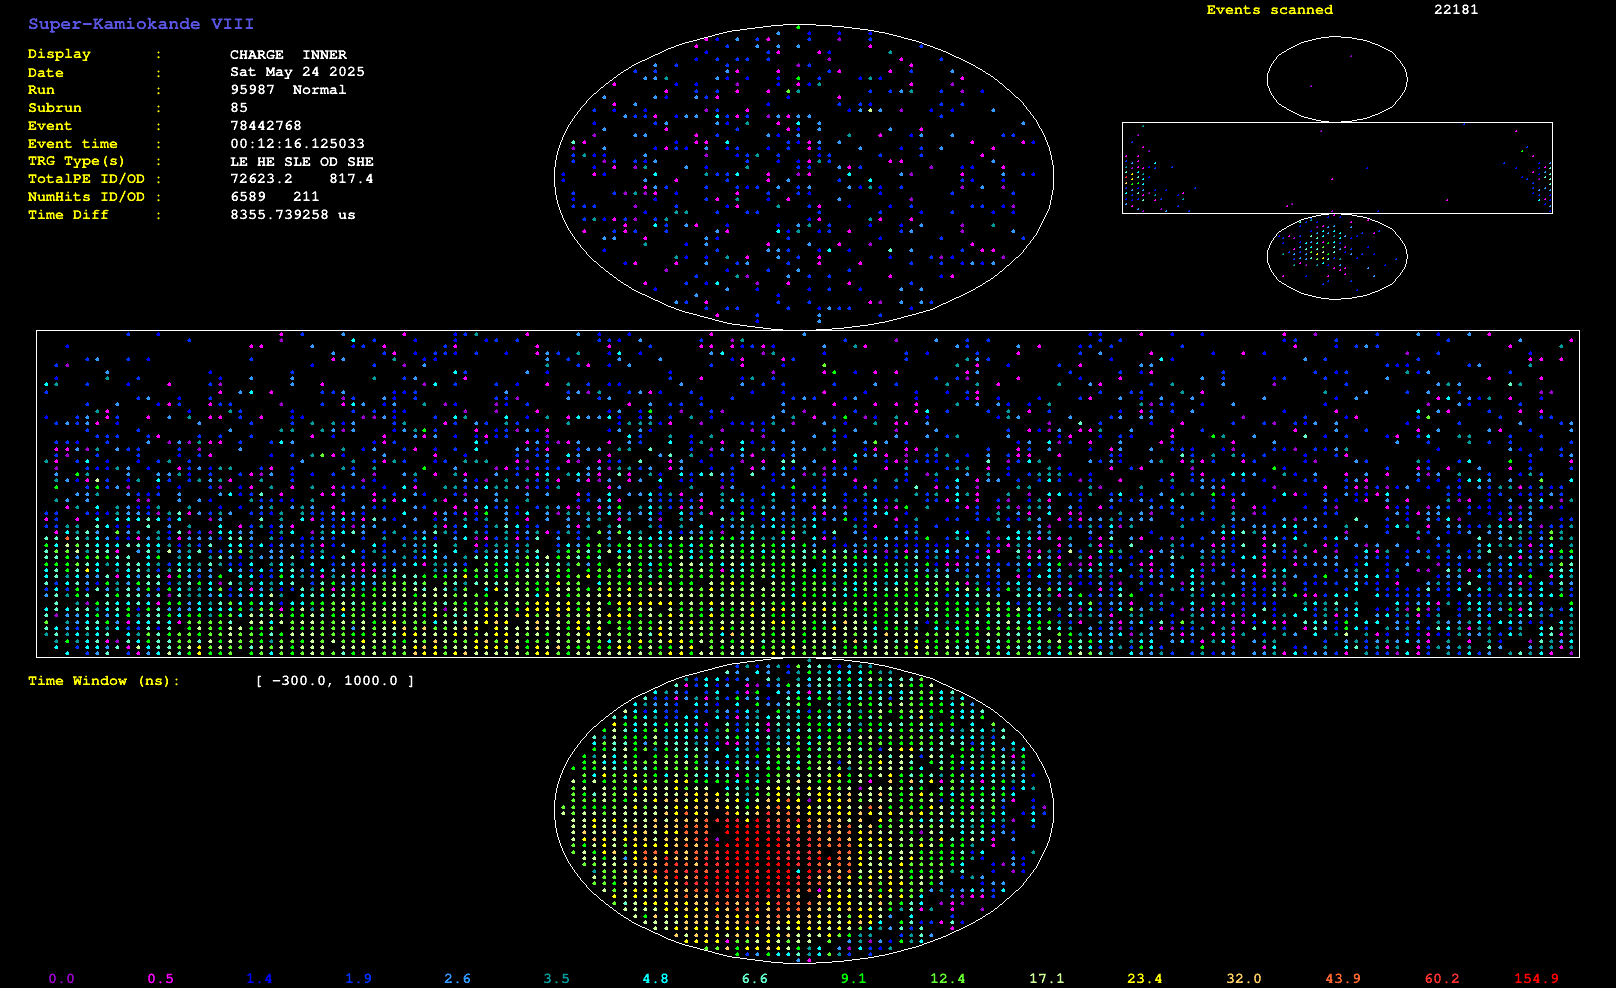 Super-Kamiokande VIII
Events scanned 22181
Display : CHARGE INNER
Date : Sat May 24 2025
Run : 95987 Normal
Subrun : 85
Event : 78442768
Event time : 00:12:16.125033
TRG Type(s) : LE HE SLE OD SHE
TotalPE ID/OD : 72623.2 817.4
NumHits ID/OD : 6589 211
Time Diff : 8355.739258 us
Time Window (ns): [ -300.0, 1000.0 ]
0.0 0.5 1.4 1.9 2.6 3.5 4.8 6.6 9.1 12.4 17.1 23.4 32.0 43.9 60.2 154.9